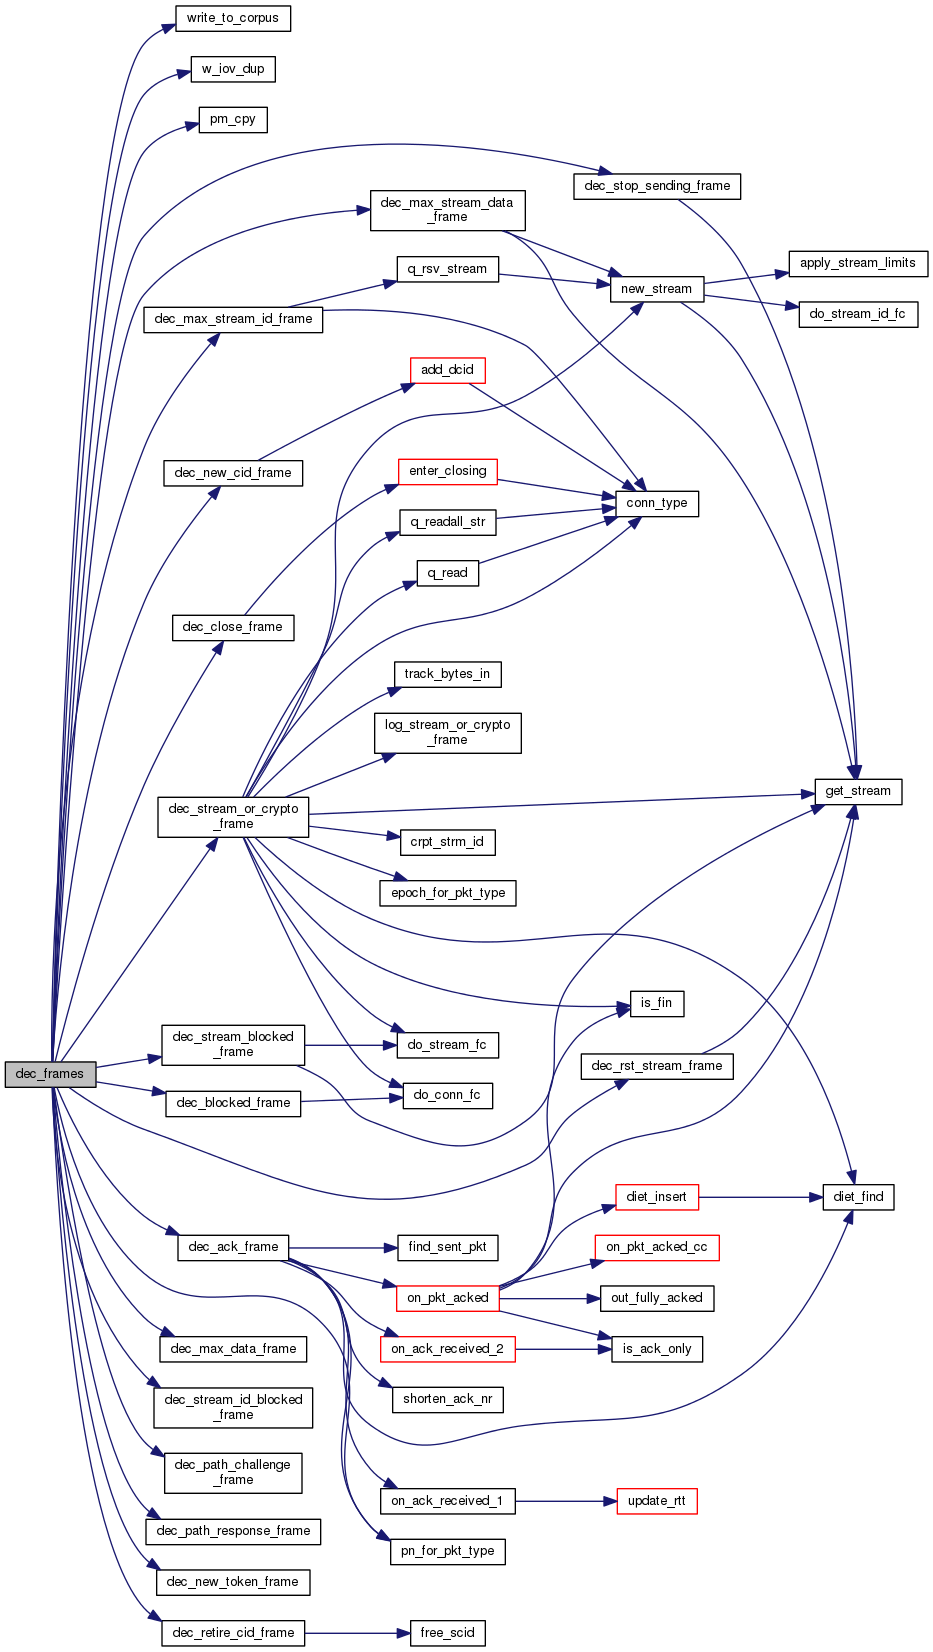 write_to_corpus
w_iov_dup
pm_cpy
dec_stop_sending_frame
dec_max_stream_data
_frame
apply_stream_limits
q_rsv_stream
new_stream
do_stream_id_fc
dec_max_stream_id_frame
add_dcid
dec_new_cid_frame
enter_closing
conn_type
q_readall_str
q_read
dec_close_frame
track_bytes_in
log_stream_or_crypto
_frame
get_stream
dec_stream_or_crypto
_frame
crpt_strm_id
epoch_for_pkt_type
is_fin
dec_stream_blocked
_frame
do_stream_fc
dec_rst_stream_frame
dec_frames
dec_blocked_frame
do_conn_fc
diet_insert
diet_find
dec_ack_frame
find_sent_pkt
on_pkt_acked_cc
on_pkt_acked
out_fully_acked
dec_max_data_frame
on_ack_received_2
is_ack_only
dec_stream_id_blocked
_frame
shorten_ack_nr
dec_path_challenge
_frame
on_ack_received_1
update_rtt
dec_path_response_frame
pn_for_pkt_type
dec_new_token_frame
dec_retire_cid_frame
free_scid